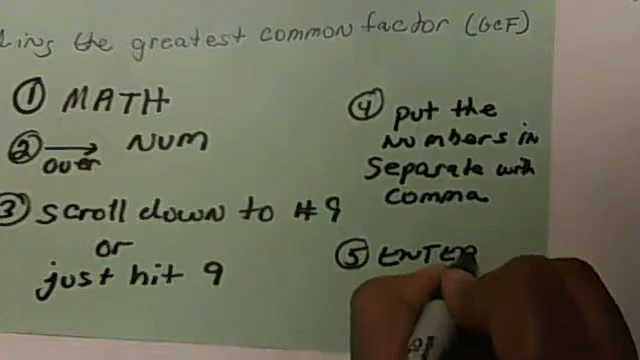 ding the greatest common factor (GCF)
① MATH
② → NUM
over
③ scroll down to #9
or
just hit 9
④ put the
numbers in
separate with
comma
⑤ ENTER